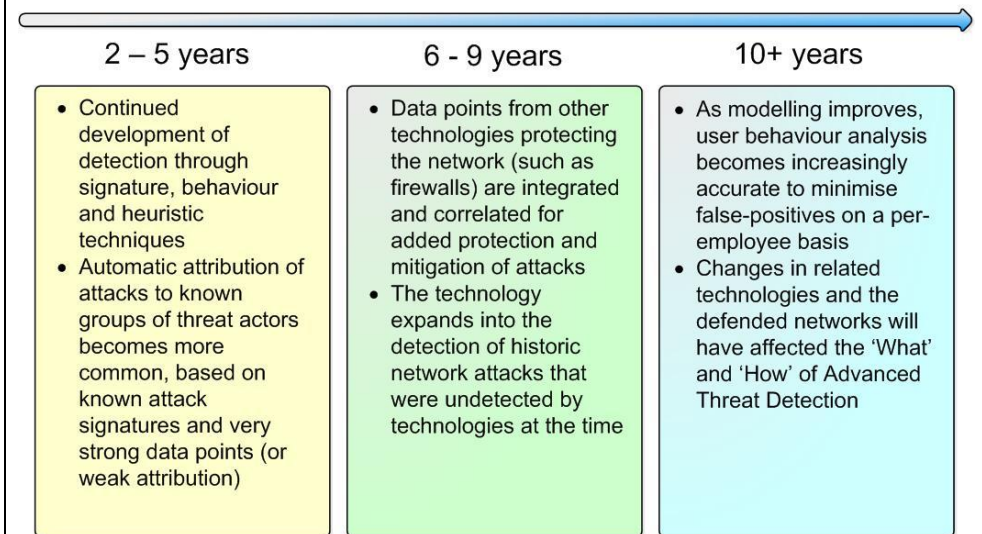 2 – 5 years
• Continued
development of
detection through
signature, behaviour
and heuristic
techniques
• Automatic attribution of
attacks to known
groups of threat actors
becomes more
common, based on
known attack
signatures and very
strong data points (or
weak attribution)
6 - 9 years
• Data points from other
technologies protecting
the network (such as
firewalls) are integrated
and correlated for
added protection and
mitigation of attacks
• The technology
expands into the
detection of historic
network attacks that
were undetected by
technologies at the time
10+ years
• As modelling improves,
user behaviour analysis
becomes increasingly
accurate to minimise
false-positives on a per-
employee basis
• Changes in related
technologies and the
defended networks will
have affected the ‘What’
and ‘How’ of Advanced
Threat Detection